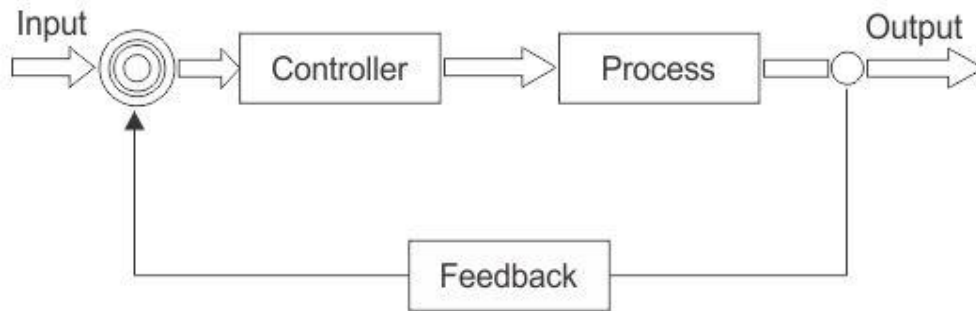 Input
Controller
Process
Output
Feedback